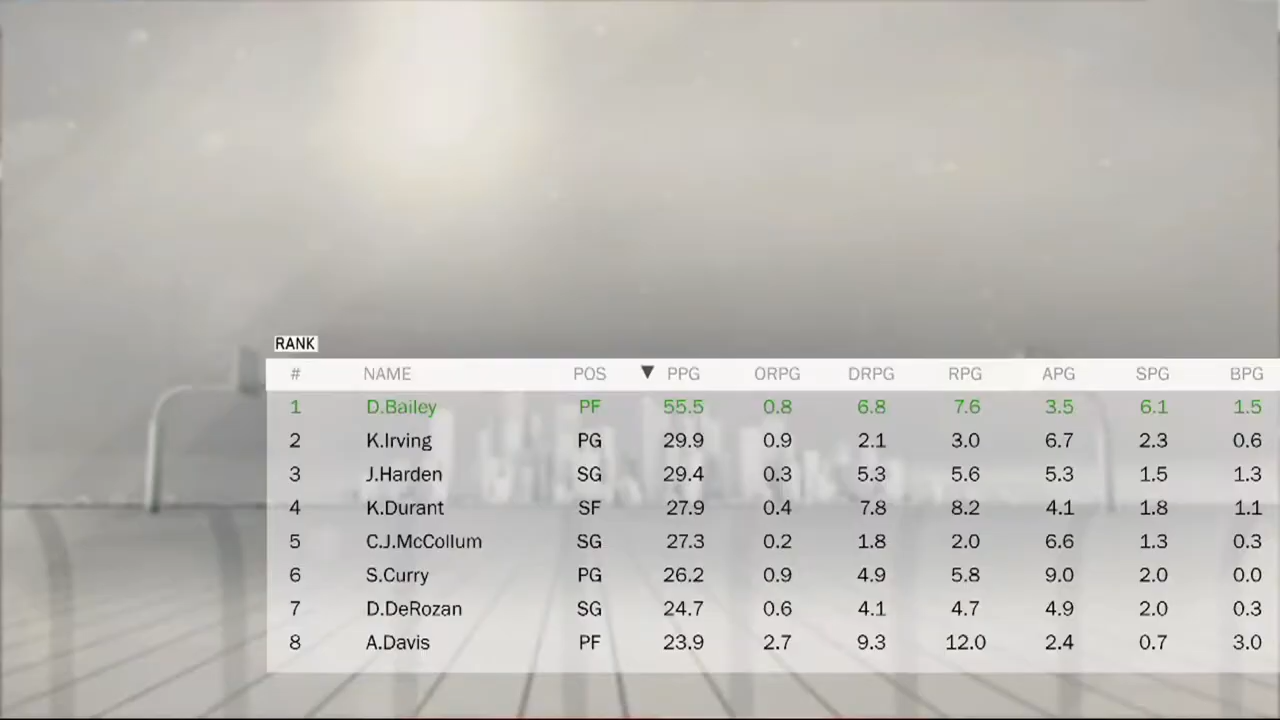 RANK
# NAME POS ▼ PPG ORPG DRPG RPG APG SPG BPG
1 D.Bailey PF 55.5 0.8 6.8 7.6 3.5 6.1 1.5
2 K.Irving PG 29.9 0.9 2.1 3.0 6.7 2.3 0.6
3 J.Harden SG 29.4 0.3 5.3 5.6 5.3 1.5 1.3
4 K.Durant SF 27.9 0.4 7.8 8.2 4.1 1.8 1.1
5 C.J.McCollum SG 27.3 0.2 1.8 2.0 6.6 1.3 0.3
6 S.Curry PG 26.2 0.9 4.9 5.8 9.0 2.0 0.0
7 D.DeRozan SG 24.7 0.6 4.1 4.7 4.9 2.0 0.3
8 A.Davis PF 23.9 2.7 9.3 12.0 2.4 0.7 3.0